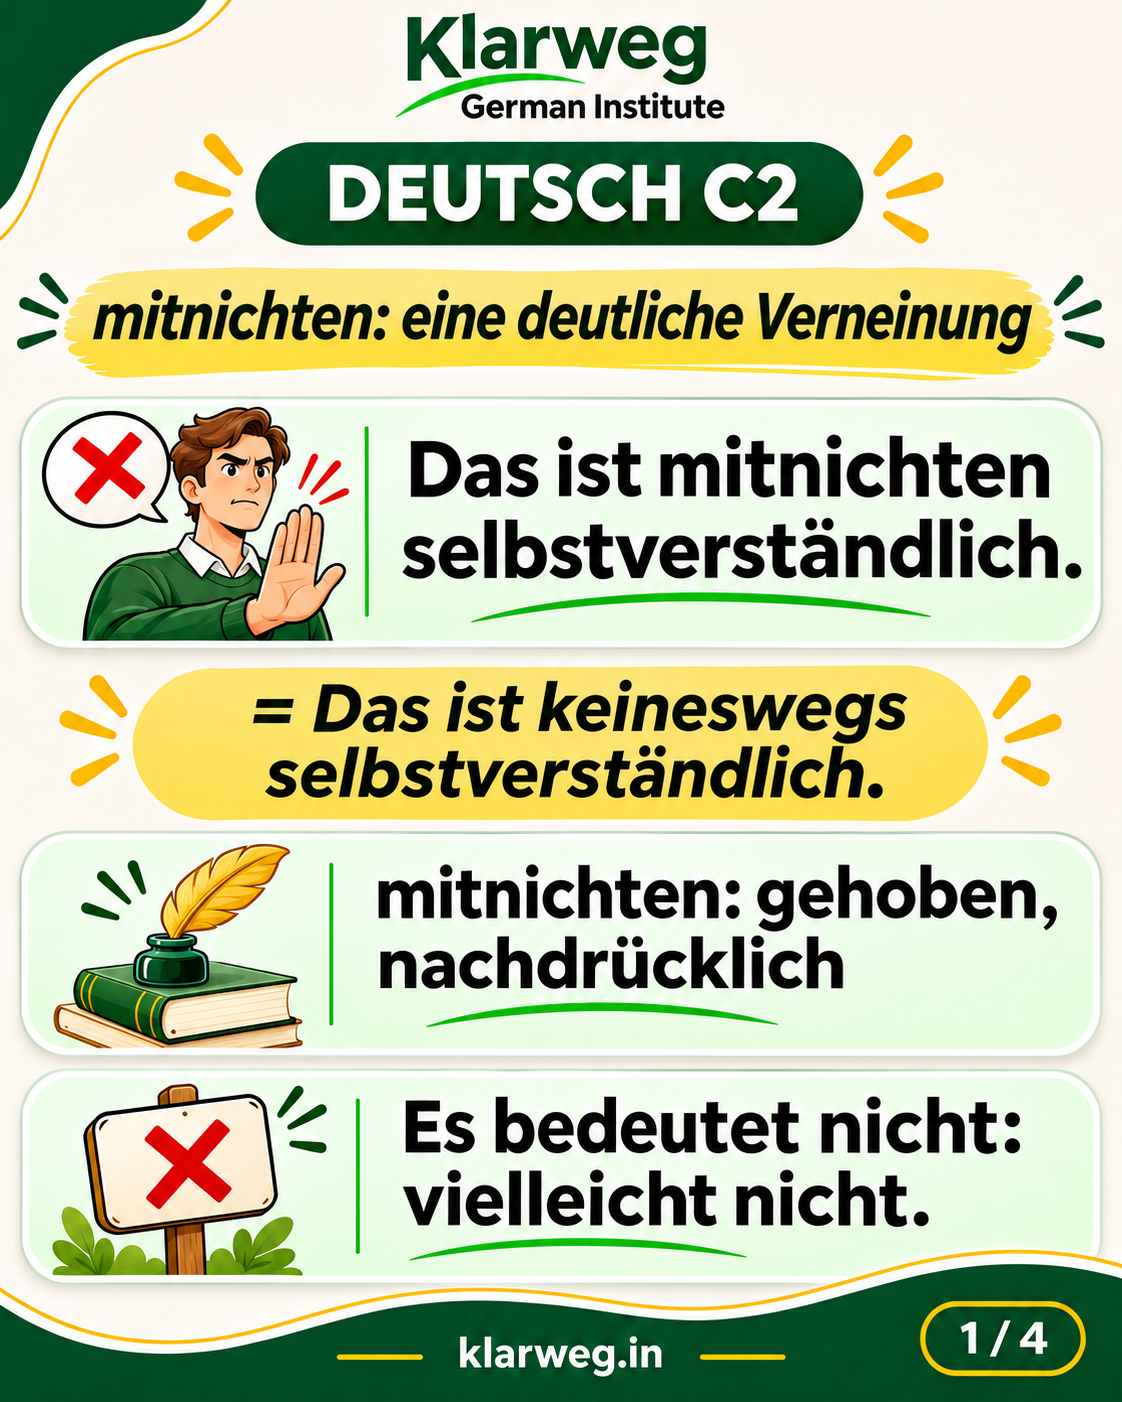 Klarweg
German Institute
DEUTSCH C2
mitnichten: eine deutliche Verneinung
Das ist mitnichten
selbstverständlich.
= Das ist keineswegs
selbstverständlich.
mitnichten: gehoben,
nachdrücklich
Es bedeutet nicht:
vielleicht nicht.
klarweg.in
1 / 4